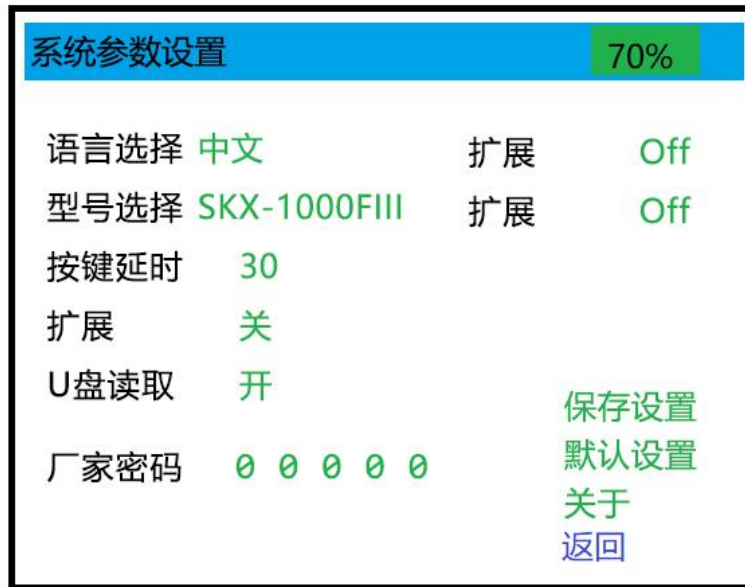 系统参数设置 70%
语言选择 中文 扩展 Off
型号选择 SKX-1000FIII 扩展 Off
按键延时 30
扩展 关
U盘读取 开
保存设置
厂家密码 0 0 0 0 0 默认设置
关于
返回